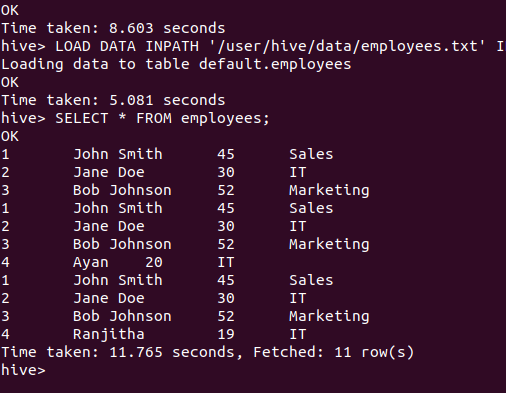 OK
Time taken: 8.603 seconds
hive> LOAD DATA INPATH '/user/hive/data/employees.txt' I
Loading data to table default.employees
OK
Time taken: 5.081 seconds
hive> SELECT * FROM employees;
OK
1	John Smith	45	Sales
2	Jane Doe	30	IT
3	Bob Johnson	52	Marketing
1	John Smith	45	Sales
2	Jane Doe	30	IT
3	Bob Johnson	52	Marketing
4	Ayan	20	IT
1	John Smith	45	Sales
2	Jane Doe	30	IT
3	Bob Johnson	52	Marketing
4	Ranjitha	19	IT
Time taken: 11.765 seconds, Fetched: 11 row(s)
hive>